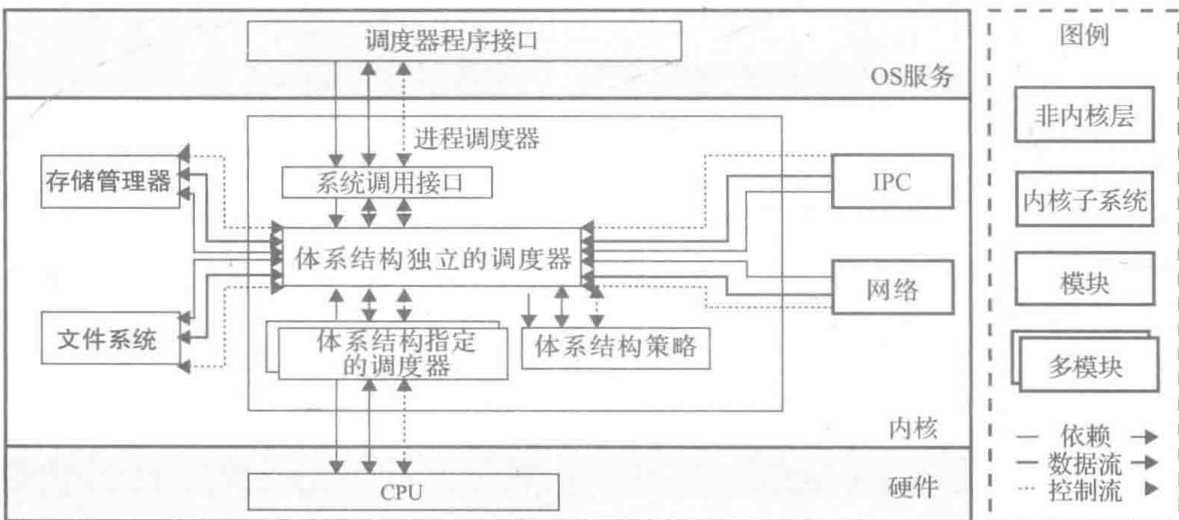 调度器程序接口
OS服务
进程调度器
系统调用接口
存储管理器
体系结构独立的调度器
IPC
网络
文件系统
体系结构指定
的调度器
体系结构策略
内核
CPU
硬件
图例
非内核层
内核子系统
模块
多模块
依赖
数据流
控制流